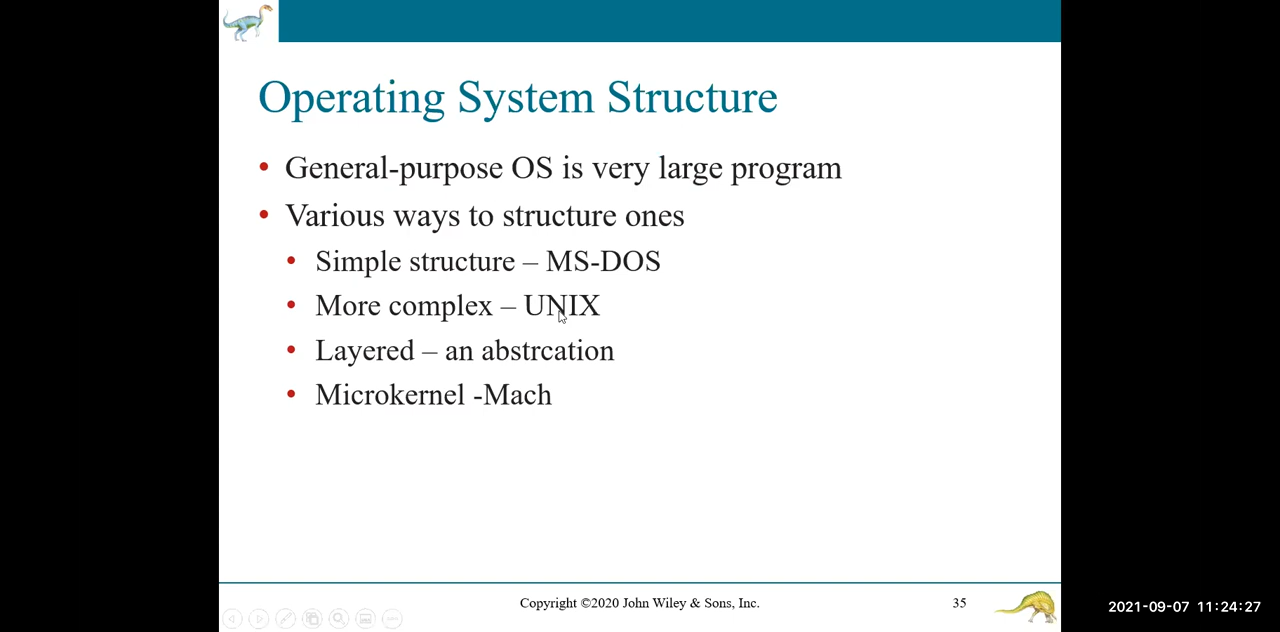 Operating System Structure
• General-purpose OS is very large program
• Various ways to structure ones
• Simple structure – MS-DOS
• More complex – UNIX
• Layered – an abstrcation
• Microkernel -Mach
Copyright ©2020 John Wiley & Sons, Inc.
35
2021-09-07 11:24:27